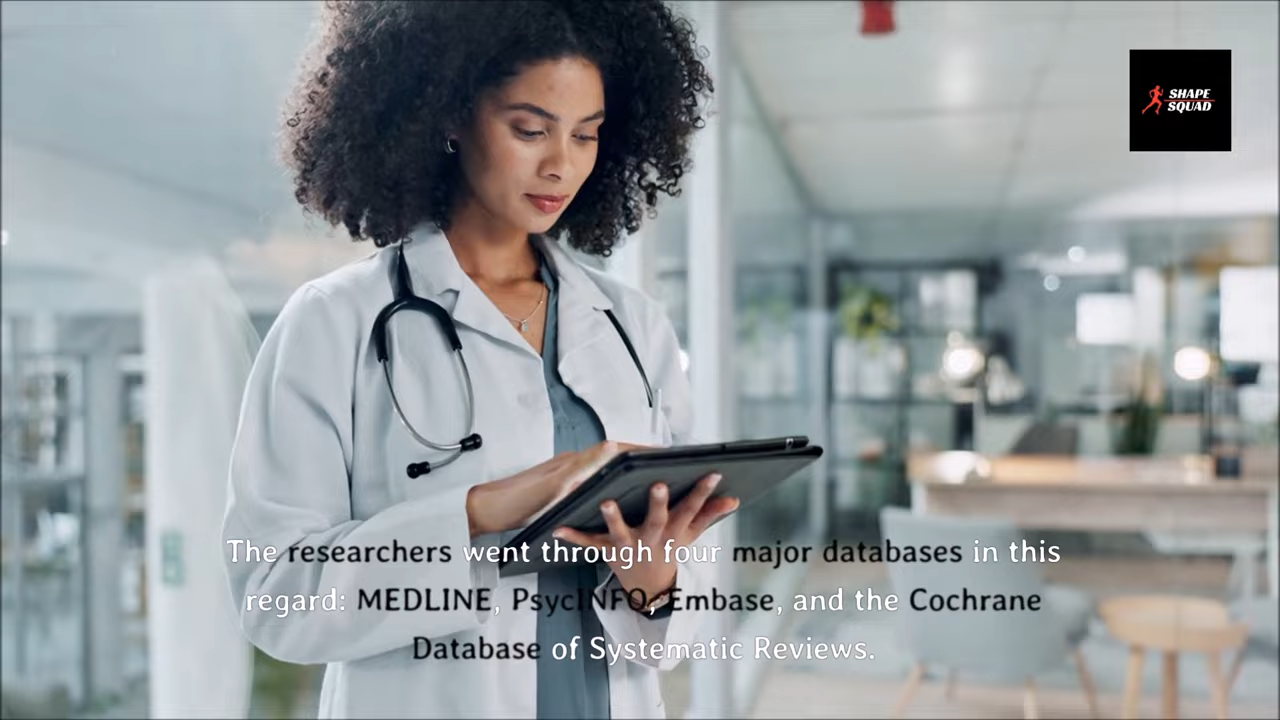 SHAPE
SQUAD
The researchers went through four major databases in this
regard: MEDLINE, PsycINFO, Embase, and the Cochrane
Database of Systematic Reviews.